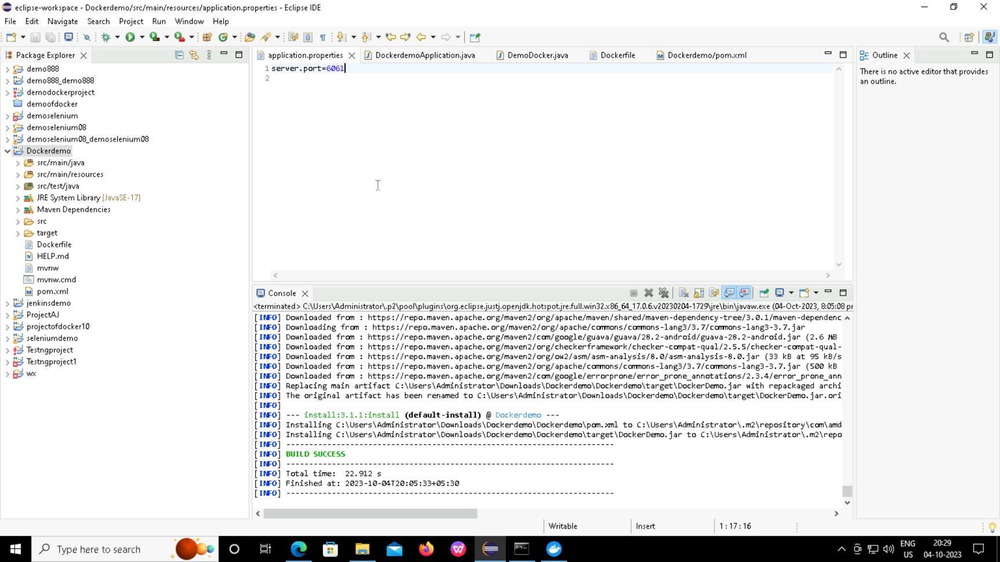 eclipse-workspace - Dockerdemo/src/main/resources/application.properties - Eclipse IDE
File Edit Navigate Search Project Run Window Help
Package Explorer
demo888
demo888_demo888
demodockerproject
demoofdocker
demoselenium
demoselenium08
demoselenium08_demoselenium08
Dockerdemo
src/main/java
src/main/resources
src/test/java
JRE System Library [JavaSE-17]
Maven Dependencies
src
target
Dockerfile
HELP.md
mvnw
mvnw.cmd
pom.xml
jenkinsdemo
ProjectAJ
projectofdocker10
seleniumdemo
Testngproject
Testngproject1
wx
application.properties DockerdemoApplication.java DemoDocker.java Dockerfile Dockerdemo/pom.xml
1 server.port=6061
2
Outline
There is no active editor that provides
an outline.
Console
<terminated> C:\Users\Administrator\.p2\pool\plugins\org.eclipse.justj.openjdk.hotspot.jre.full.win32.x86_64_17.0.6.v20230204-1729\jre\bin\javaw.exe (04-Oct-2023, 8:05:08 pr
[INFO] Downloaded from : https://repo.maven.apache.org/maven2/org/apache/maven/shared/maven-dependency-tree/3.0.1/maven-dependenc
[INFO] Downloading from : https://repo.maven.apache.org/maven2/org/apache/commons/commons-lang3/3.7/commons-lang3-3.7.jar
[INFO] Downloaded from : https://repo.maven.apache.org/maven2/com/google/guava/guava/28.2-android/guava-28.2-android.jar (2.6 MB
[INFO] Downloaded from : https://repo.maven.apache.org/maven2/org/checkerframework/checker-compat-qual/2.5.5/checker-compat-qual-
[INFO] Downloaded from : https://repo.maven.apache.org/maven2/org/ow2/asm/asm-analysis/8.0/asm-analysis-8.0.jar (33 kB at 95 kB/s
[INFO] Downloaded from : https://repo.maven.apache.org/maven2/org/apache/commons/commons-lang3/3.7/commons-lang3-3.7.jar (500 kB
[INFO] Downloaded from : https://repo.maven.apache.org/maven2/com/google/errorprone/error_prone_annotations/2.3.4/error_prone_ann
[INFO] Replacing main artifact C:\Users\Administrator\Downloads\Dockerdemo\Dockerdemo\target\DockerDemo.jar with repackaged archi
[INFO] The original artifact has been renamed to C:\Users\Administrator\Downloads\Dockerdemo\Dockerdemo\target\DockerDemo.jar.ori
[INFO]
[INFO] --- install:3.1.1:install (default-install) @ Dockerdemo ---
[INFO] Installing C:\Users\Administrator\Downloads\Dockerdemo\Dockerdemo\pom.xml to C:\Users\Administrator\.m2\repository\com\amd
[INFO] Installing C:\Users\Administrator\Downloads\Dockerdemo\Dockerdemo\target\DockerDemo.jar to C:\Users\Administrator\.m2\repo
[INFO] ------------------------------------------------------------------------
[INFO] BUILD SUCCESS
[INFO] ------------------------------------------------------------------------
[INFO] Total time:  22.912 s
[INFO] Finished at: 2023-10-04T20:05:33+05:30
[INFO] ------------------------------------------------------------------------
Writable Insert 1 : 17 : 16
Type here to search
ENG
US
20:29
04-10-2023